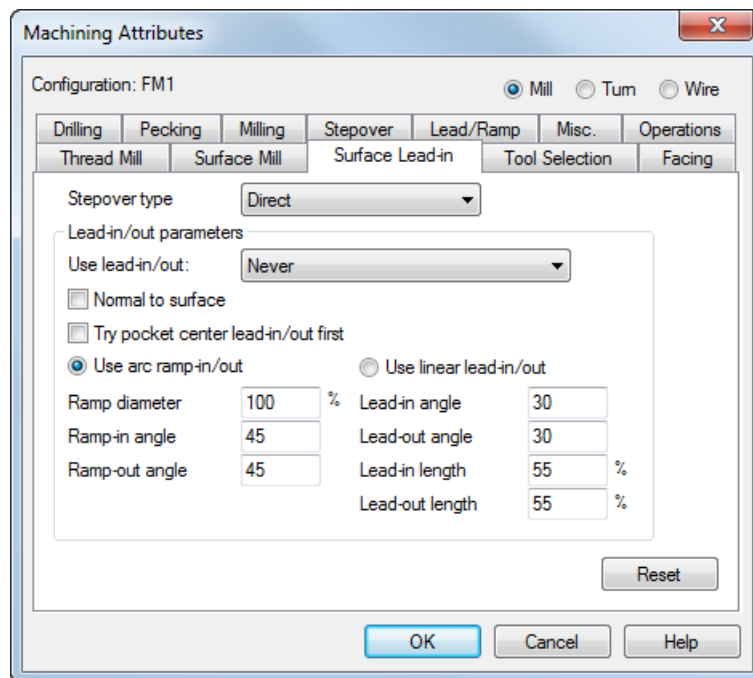 Machining Attributes
Configuration: FM1 Mill Turn Wire
Drilling Pecking Milling Stepover Lead/Ramp Misc. Operations
Thread Mill Surface Mill Surface Lead-in Tool Selection Facing
Stepover type Direct
Lead-in/out parameters
Use lead-in/out: Never
Normal to surface
Try pocket center lead-in/out first
Use arc ramp-in/out Use linear lead-in/out
Ramp diameter 100 % Lead-in angle 30
Ramp-in angle 45 Lead-out angle 30
Ramp-out angle 45 Lead-in length 55 %
Lead-out length 55 %
Reset
OK Cancel Help